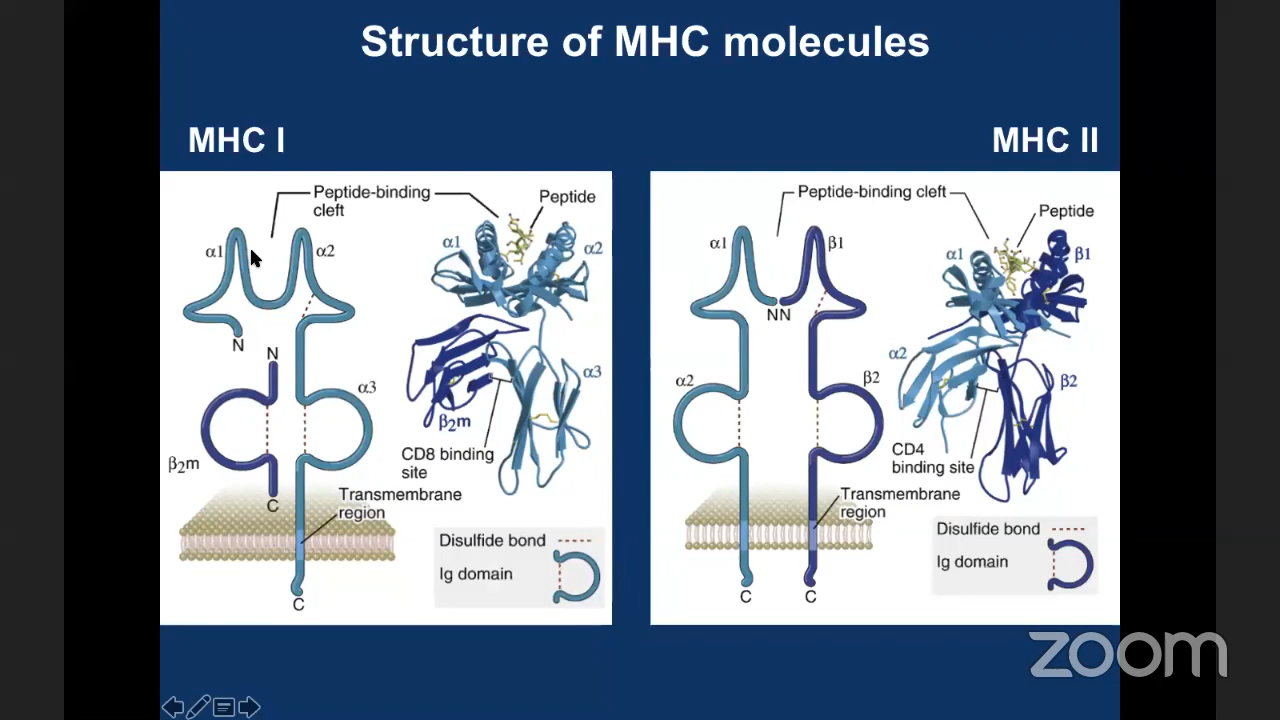 Structure of MHC molecules
MHC I
MHC II
Peptide-binding
cleft
Peptide
α1
α2
α1
α2
N
N
α3
α3
β2m
β2m
CD8 binding
site
C
Transmembrane
region
Disulfide bond
Ig domain
C
Peptide-binding cleft
Peptide
α1
β1
α1
β1
NN
α2
α2
β2
β2
CD4
binding site
Transmembrane
region
Disulfide bond
Ig domain
C
C
zoom